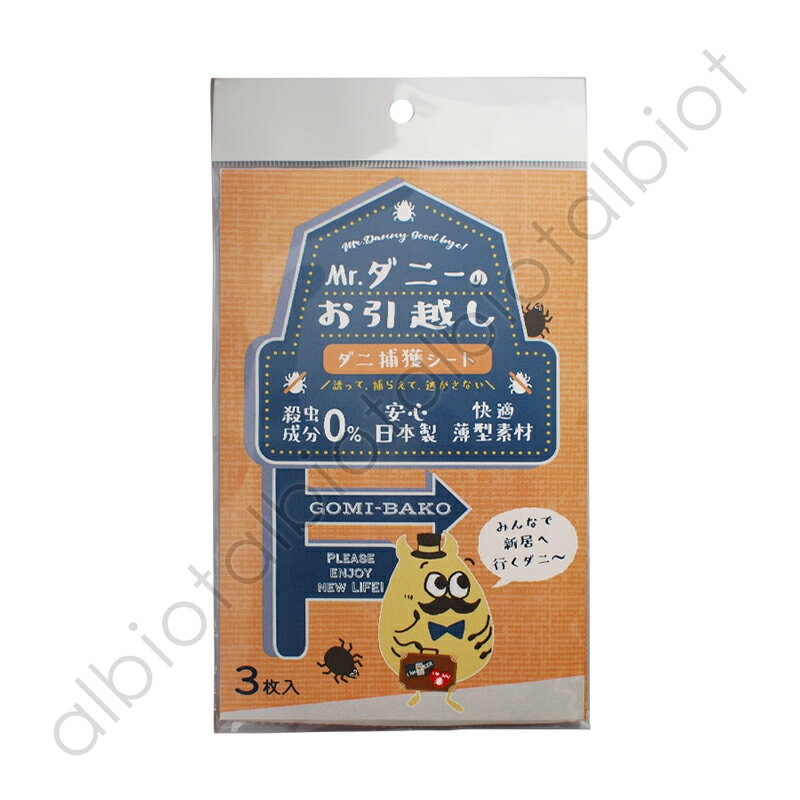 Mr.Danny good bye!
Mr.ダニーの
お引越し
ダニ捕獲シート
\誘って、捕らえて、逃がさない/
殺虫
成分0%
安心
日本製
快適
薄型素材
GOMI-BAKO
PLEASE
ENJOY
NEW LIFE!
みんなで
新居へ
行くダニ〜
3枚入
albiotalbiotalbiotalbiot